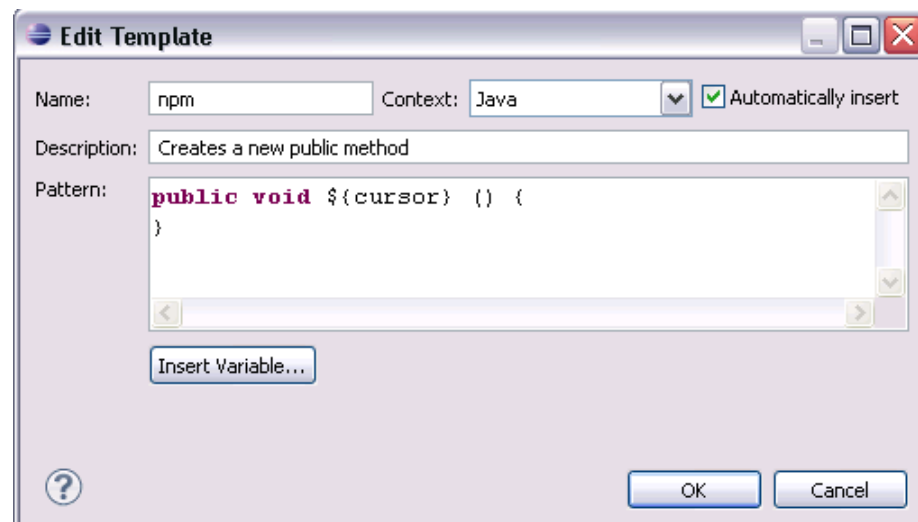 Edit Template
Name: npm Context: Java Automatically insert
Description: Creates a new public method
Pattern: public void ${cursor} () {
}
Insert Variable...
? OK Cancel